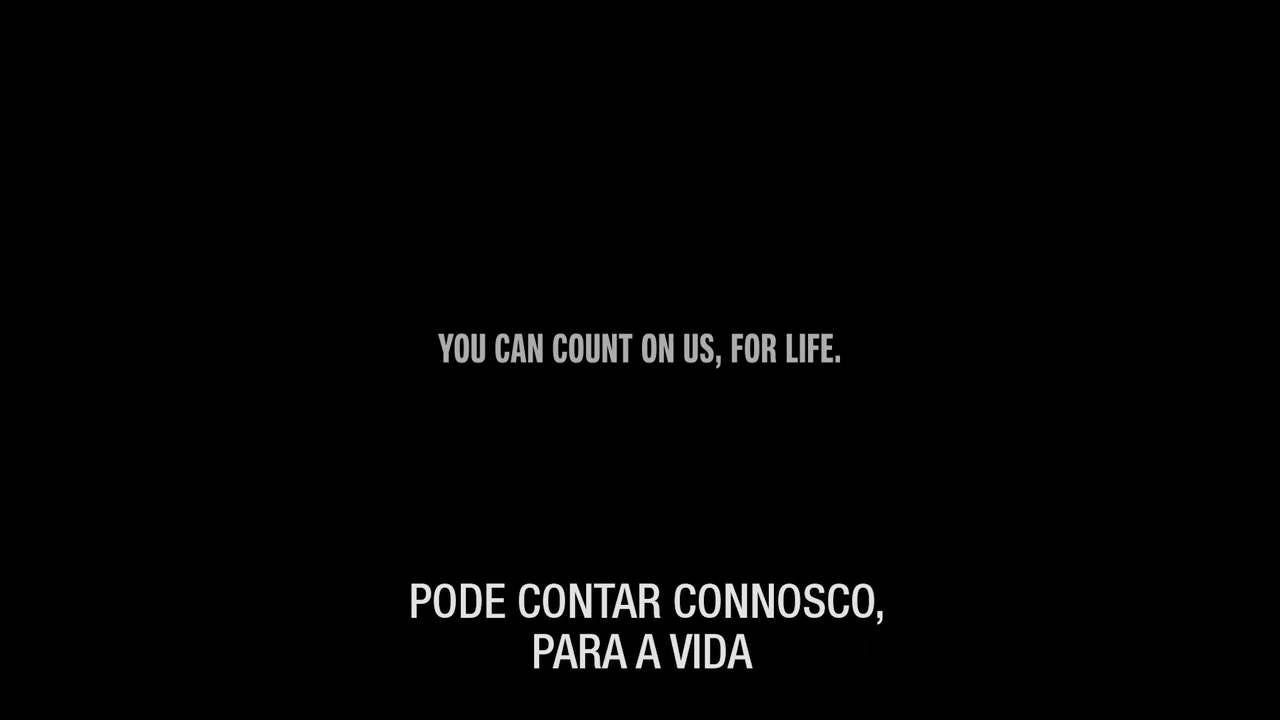 YOU CAN COUNT ON US, FOR LIFE.
PODE CONTAR CONNOSCO,
PARA A VIDA